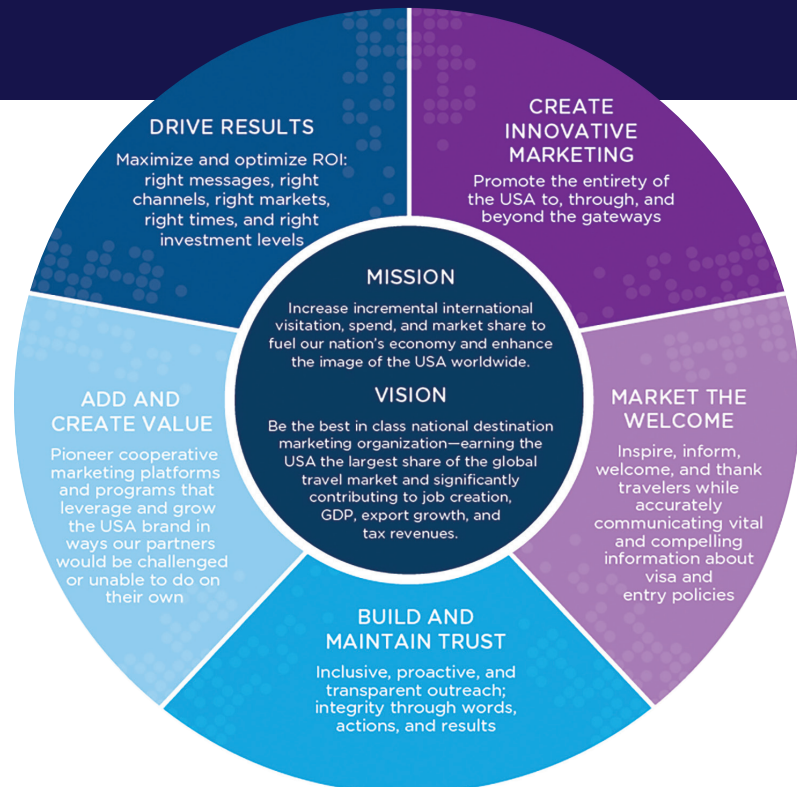 DRIVE RESULTS
Maximize and optimize ROI:
right messages, right
channels, right markets,
right times, and right
investment levels
CREATE
INNOVATIVE
MARKETING
Promote the entirety of
the USA to, through, and
beyond the gateways
MISSION
Increase incremental international
visitation, spend, and market share to
fuel our nation’s economy and enhance
the image of the USA worldwide.
VISION
Be the best in class national destination
marketing organization—earning the
USA the largest share of the global
travel market and significantly
contributing to job creation,
GDP, export growth, and
tax revenues.
ADD AND
CREATE VALUE
Pioneer cooperative
marketing platforms
and programs that
leverage and grow
the USA brand in
ways our partners
would be challenged
or unable to do on
their own
MARKET THE
WELCOME
Inspire, inform,
welcome, and thank
travelers while
accurately
communicating vital
and compelling
information about
visa and
entry policies
BUILD AND
MAINTAIN TRUST
Inclusive, proactive, and
transparent outreach;
integrity through words,
actions, and results